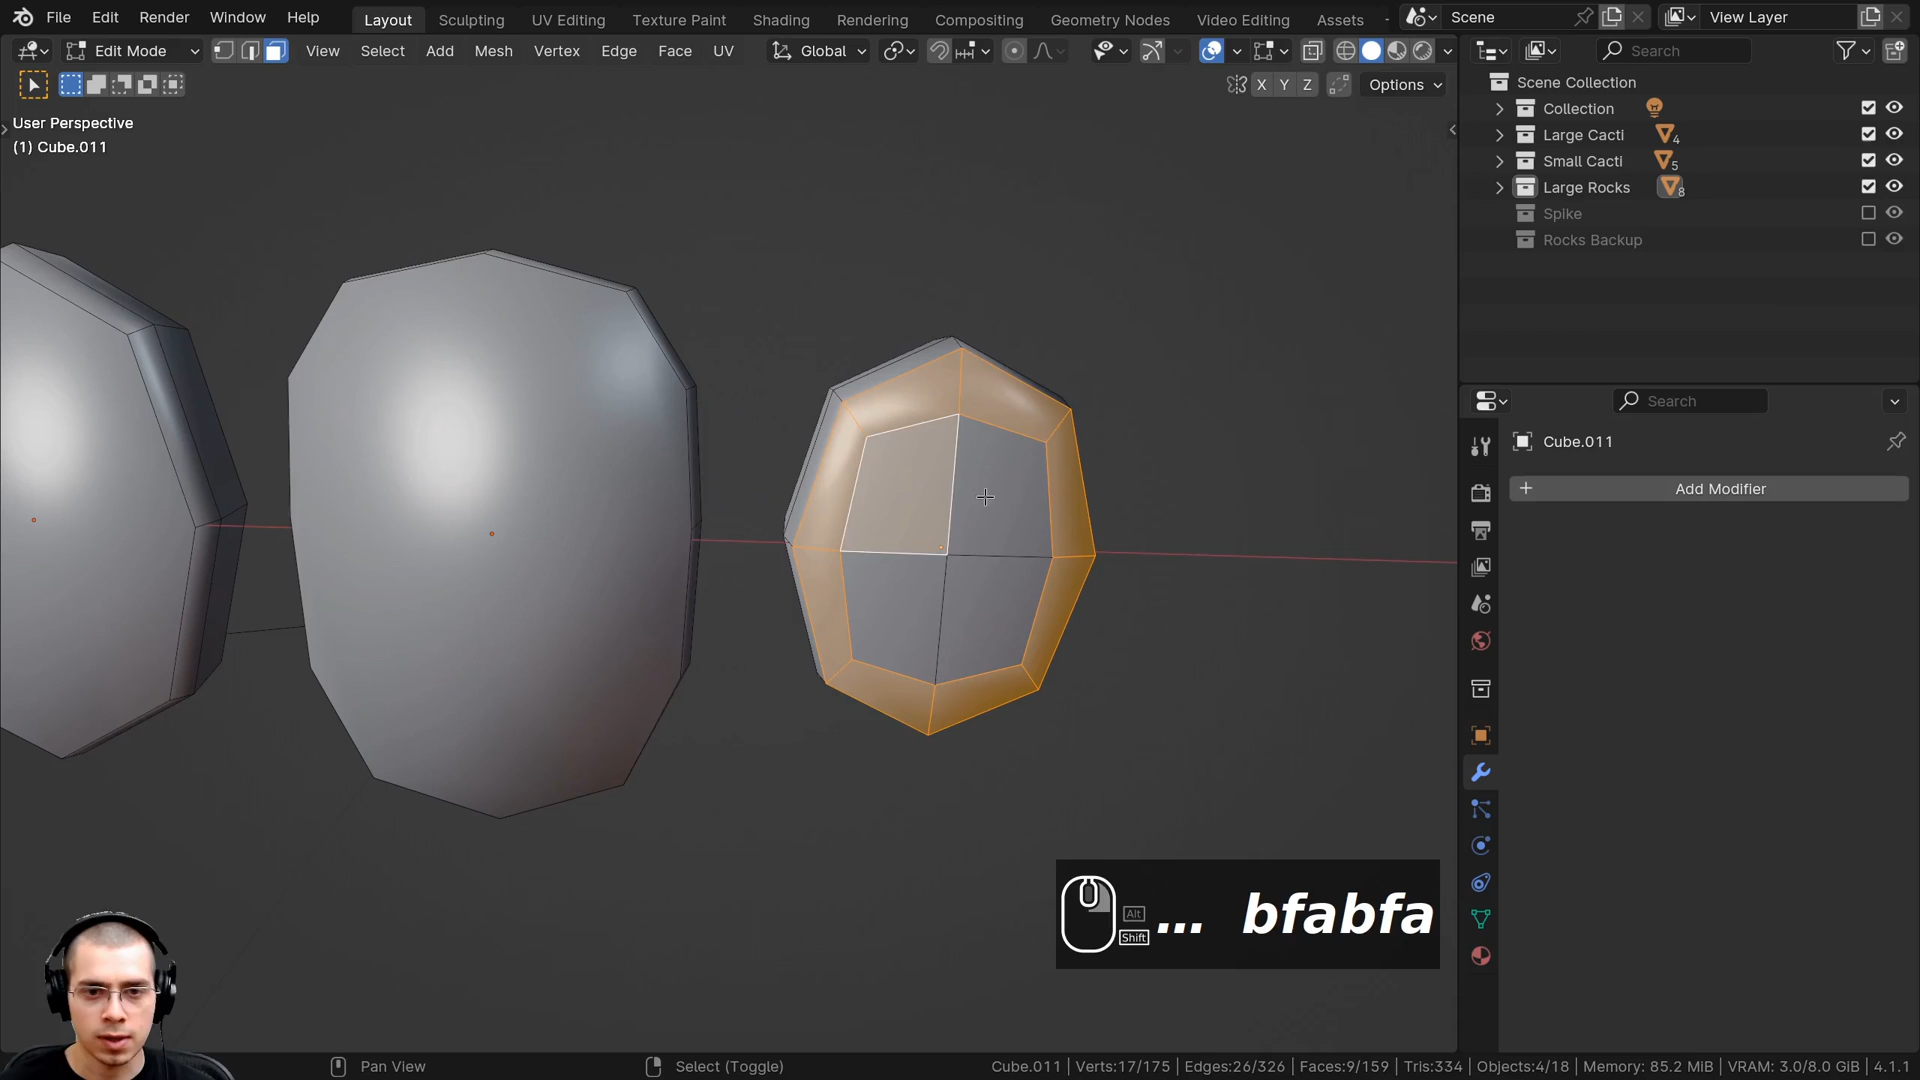 File Edit Render Window Help Layout Sculpting UV Editing Texture Paint Shading Rendering Compositing Geometry Nodes Video Editing Assets Scene View Layer
Edit Mode View Select Add Mesh Vertex Edge Face UV Global Search
X Y Z Options
User Perspective
(1) Cube.011
Scene Collection
Collection
Large Cacti 4
Small Cacti 5
Large Rocks 8
Spike
Rocks Backup
Search
Cube.011
Add Modifier
Alt
Shift
... bfabfa
Pan View Select (Toggle) Cube.011 | Verts:17/175 | Edges:26/326 | Faces:9/159 | Tris:334 | Objects:4/18 | Memory: 85.2 MiB | VRAM: 3.0/8.0 GiB | 4.1.1